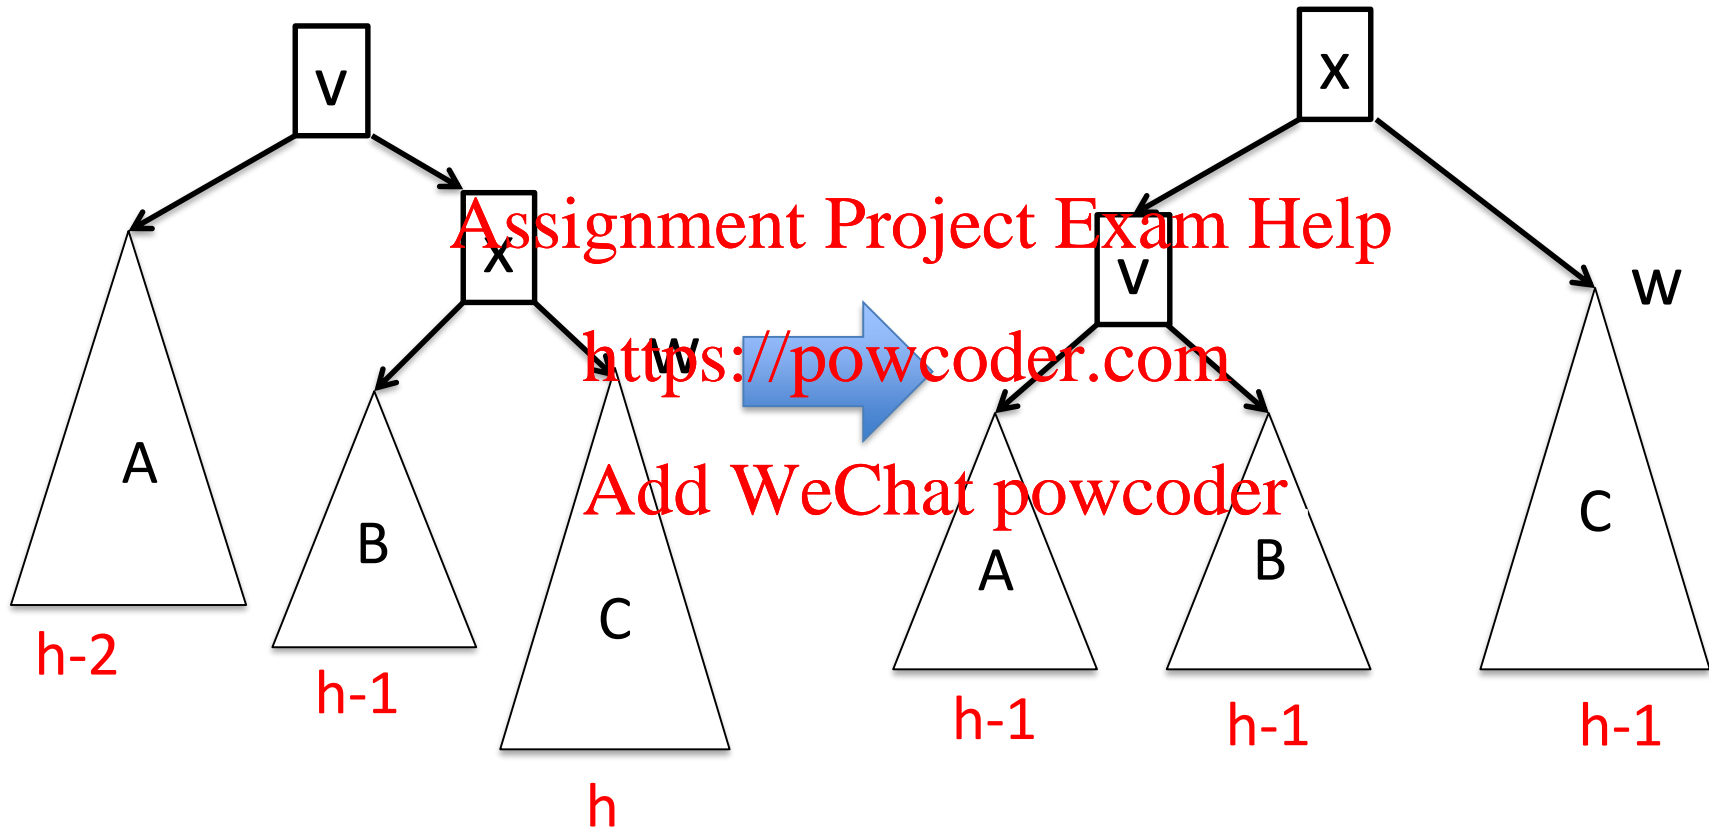 v
x
x
Assignment Project Exam Help
v
w
w
https://powcoder.com
A
Add WeChat powcoder
C
B
A
B
C
h-2
h-1
h-1
h-1
h-1
h